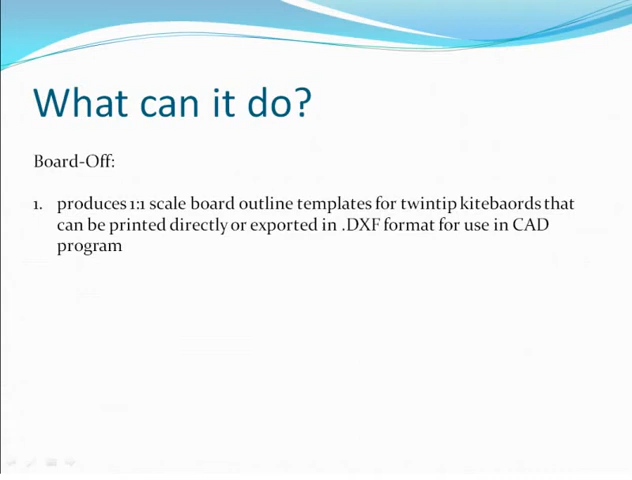 What can it do?
Board-Off:
1. produces 1:1 scale board outline templates for twintip kitebaords that
can be printed directly or exported in .DXF format for use in CAD
program